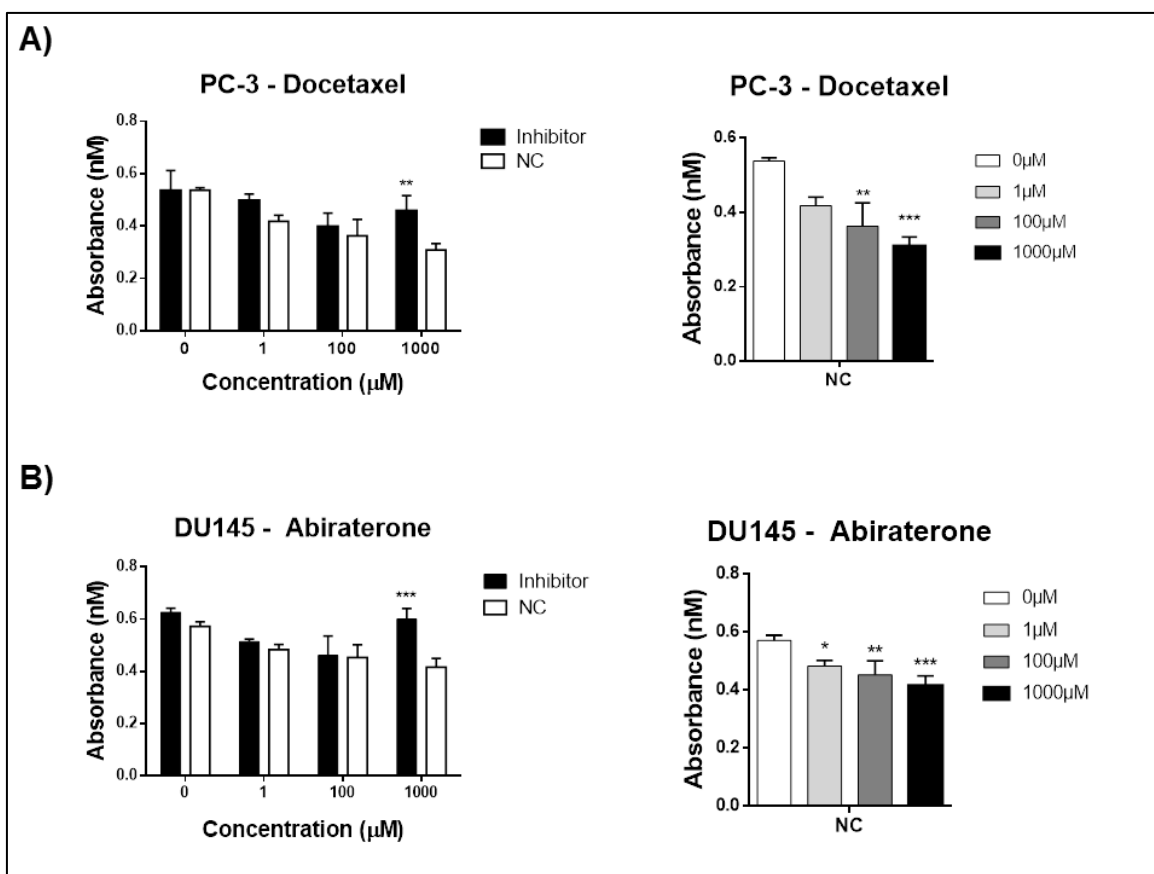 A)
PC-3 - Docetaxel
Absorbance (nM)
0.8
0.6
0.4
0.2
0.0
**
0 1 100 1000
Concentration (µM)
Inhibitor
NC
PC-3 - Docetaxel
Absorbance (nM)
0.6
0.4
0.2
0.0
** ***
NC
0µM
1µM
100µM
1000µM
B)
DU145 - Abiraterone
Absorbance (nM)
0.8
0.6
0.4
0.2
0.0
***
0 1 100 1000
Concentration (µM)
Inhibitor
NC
DU145 - Abiraterone
Absorbance (nM)
0.8
0.6
0.4
0.2
0.0
* ** ***
NC
0µM
1µM
100µM
1000µM